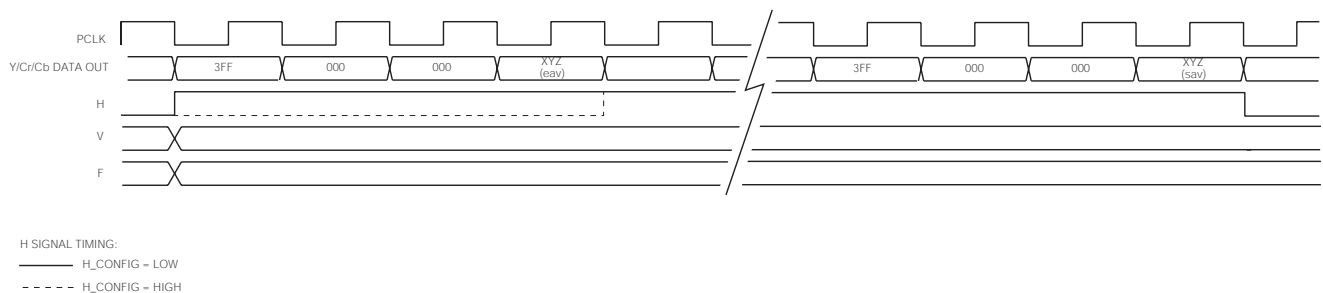 PCLK
Y/Cr/Cb DATA OUT 3FF 000 000 XYZ (eav) 3FF 000 000 XYZ (sav)
H
V
F
H SIGNAL TIMING:
H_CONFIG = LOW
H_CONFIG = HIGH